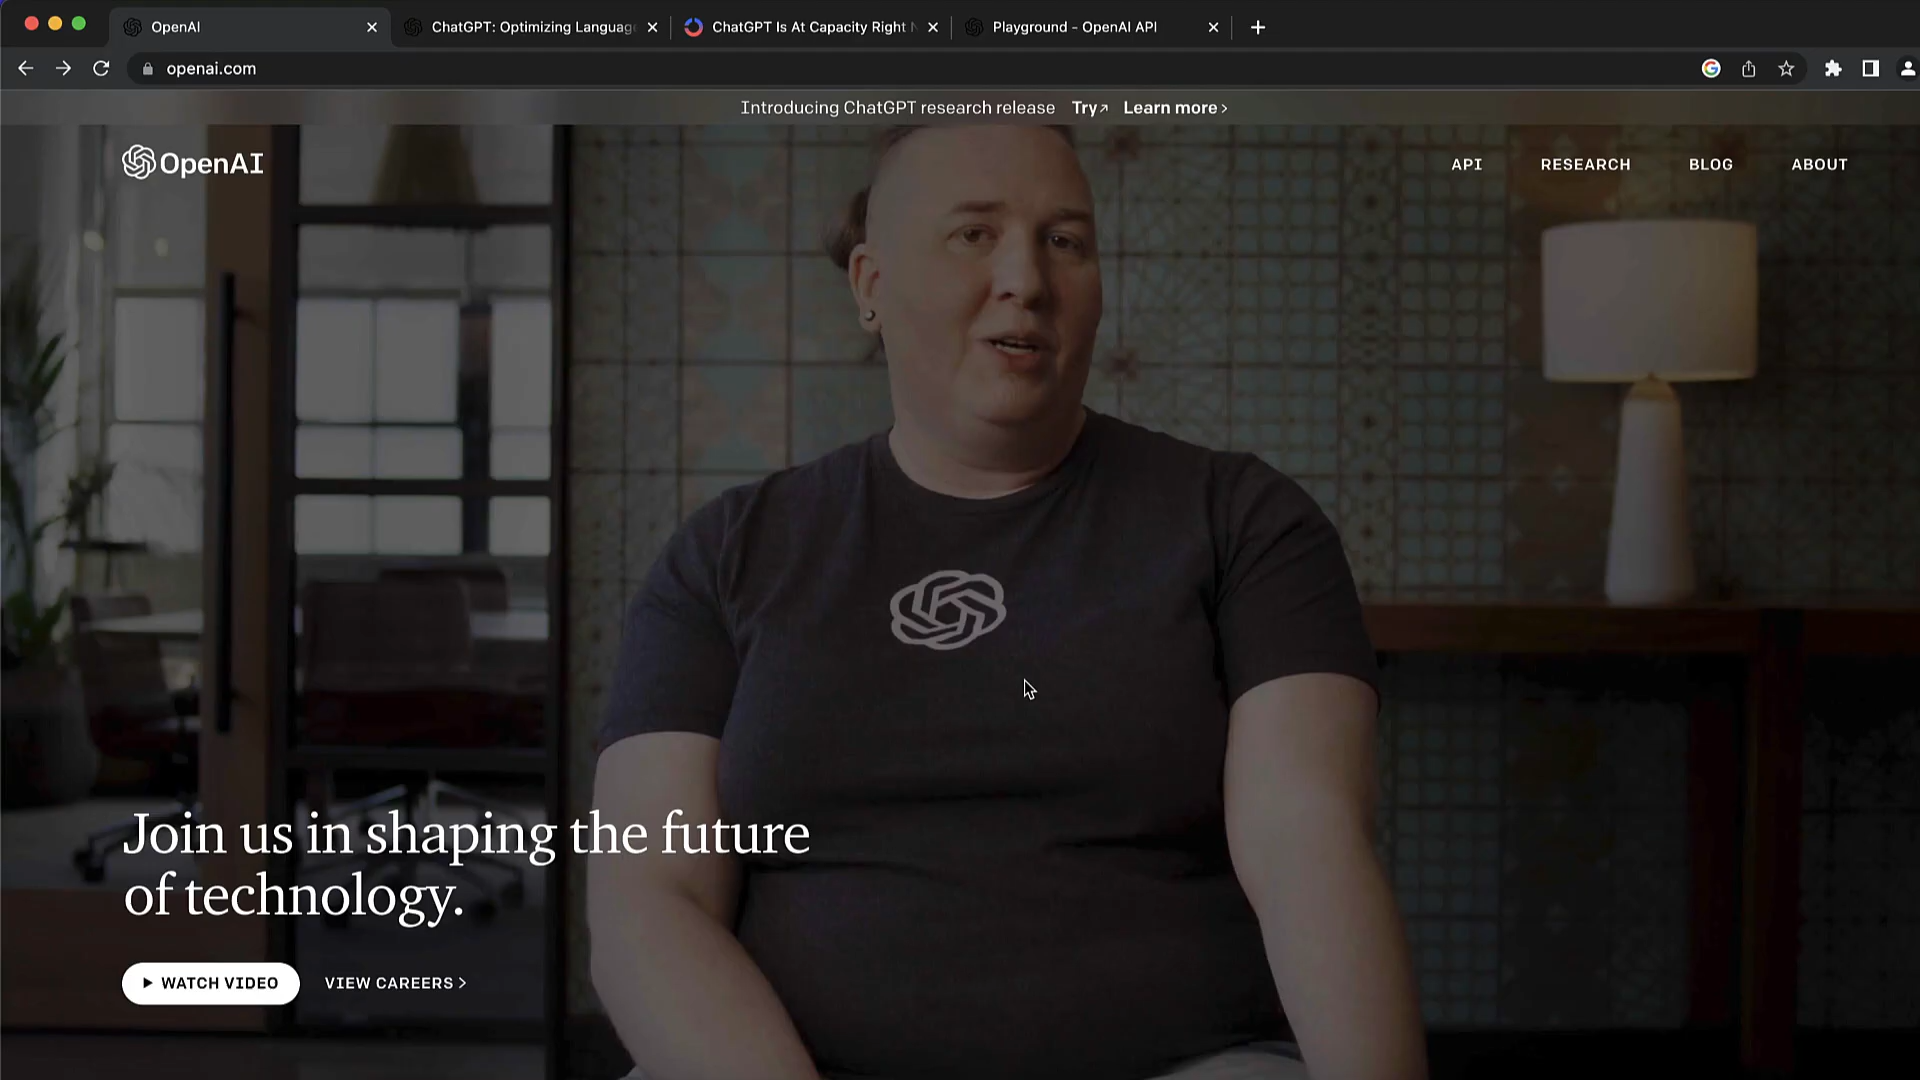 OpenAI
ChatGPT: Optimizing Language
ChatGPT Is At Capacity Right N
Playground - OpenAI API
openai.com
Introducing ChatGPT research release Try↗ Learn more >
OpenAI
API
RESEARCH
BLOG
ABOUT
Join us in shaping the future
of technology.
WATCH VIDEO
VIEW CAREERS >